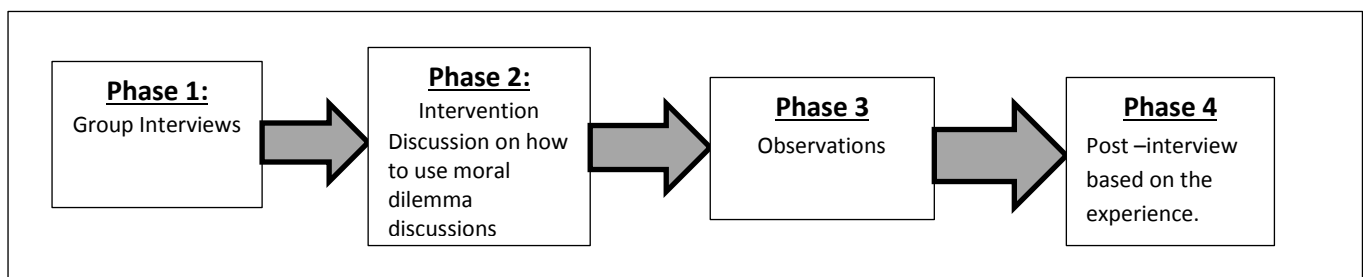 Phase 1:
Group Interviews
Phase 2:
Intervention
Discussion on how
to use moral
dilemma
discussions
Phase 3
Observations
Phase 4
Post –interview
based on the
experience.